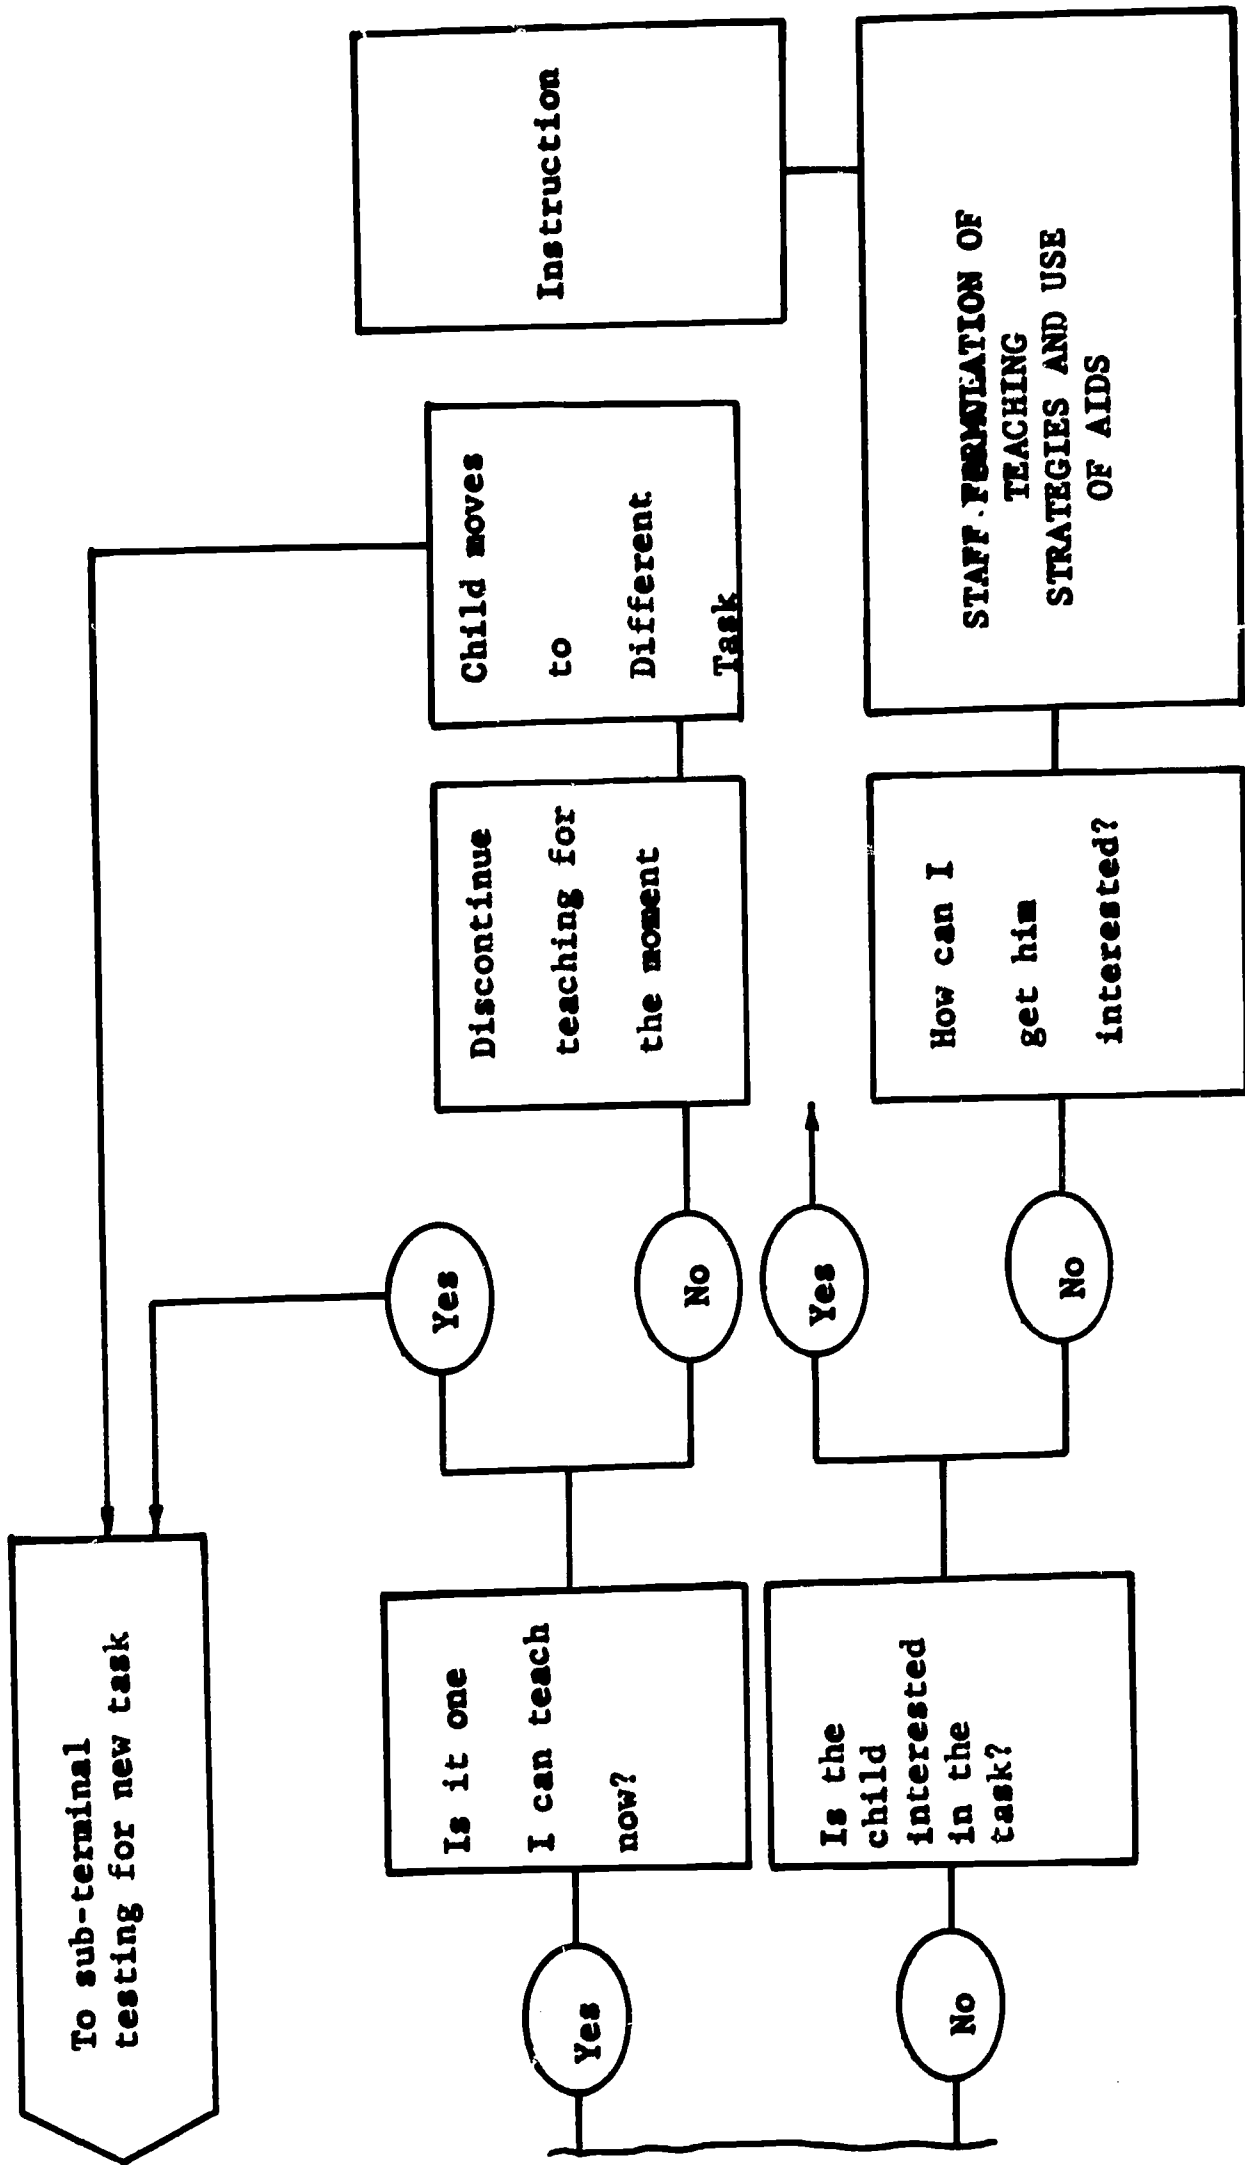 To sub-terminal
testing for new task
Yes
Is it one
I can teach
now?
Yes
No
Discontinue
teaching for
the moment
Child moves
to
Different
Task
Instruction
No
Is the
child
interested
in the
task?
Yes
No
How can I
get him
interested?
STAFF FORMULATION OF
TEACHING
STRATEGIES AND USE
OF AIDS